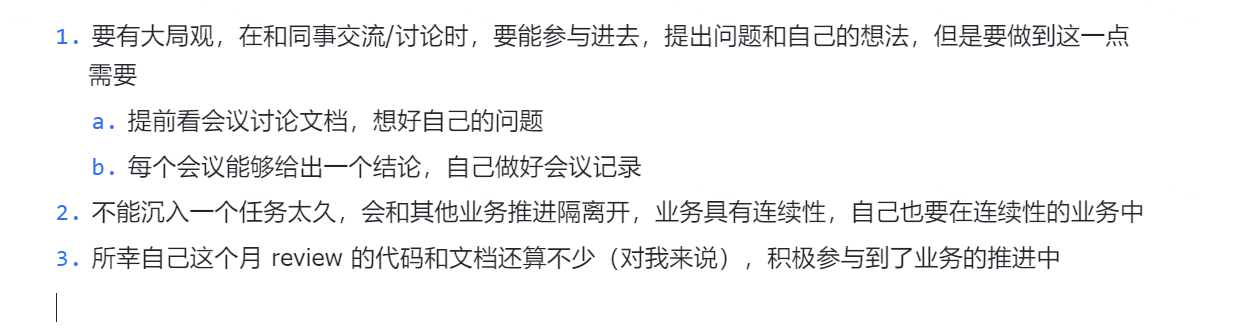 1. 要有大局观，在和同事交流/讨论时，要能参与进去，提出问题和自己的想法，但是要做到这一点
需要
a. 提前看会议讨论文档，想好自己的问题
b. 每个会议能够给出一个结论，自己做好会议记录
2. 不能沉入一个任务太久，会和其他业务推进隔离开，业务具有连续性，自己也要在连续性的业务中
3. 所幸自己这个月 review 的代码和文档还算不少（对我来说），积极参与到了业务的推进中